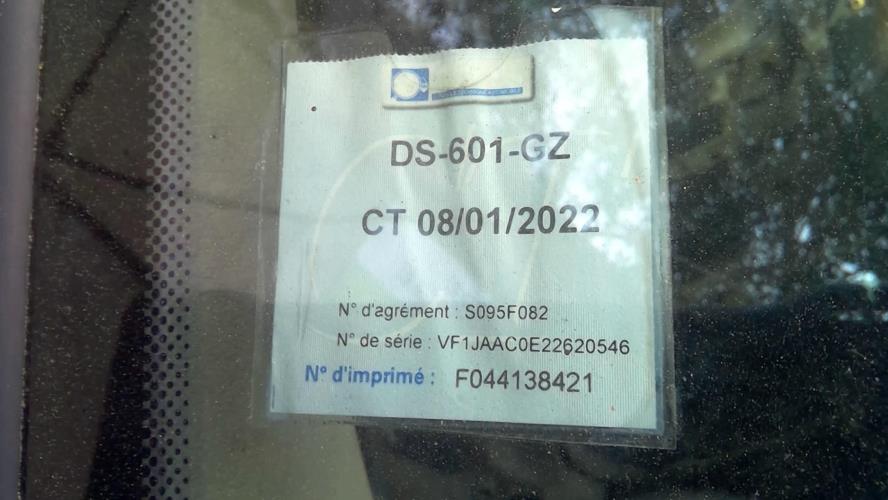 DS-601-GZ
CT 08/01/2022
N° d'agrément : S095F082
N° de série : VF1JAAC0E22620546
N° d'imprimé : F044138421